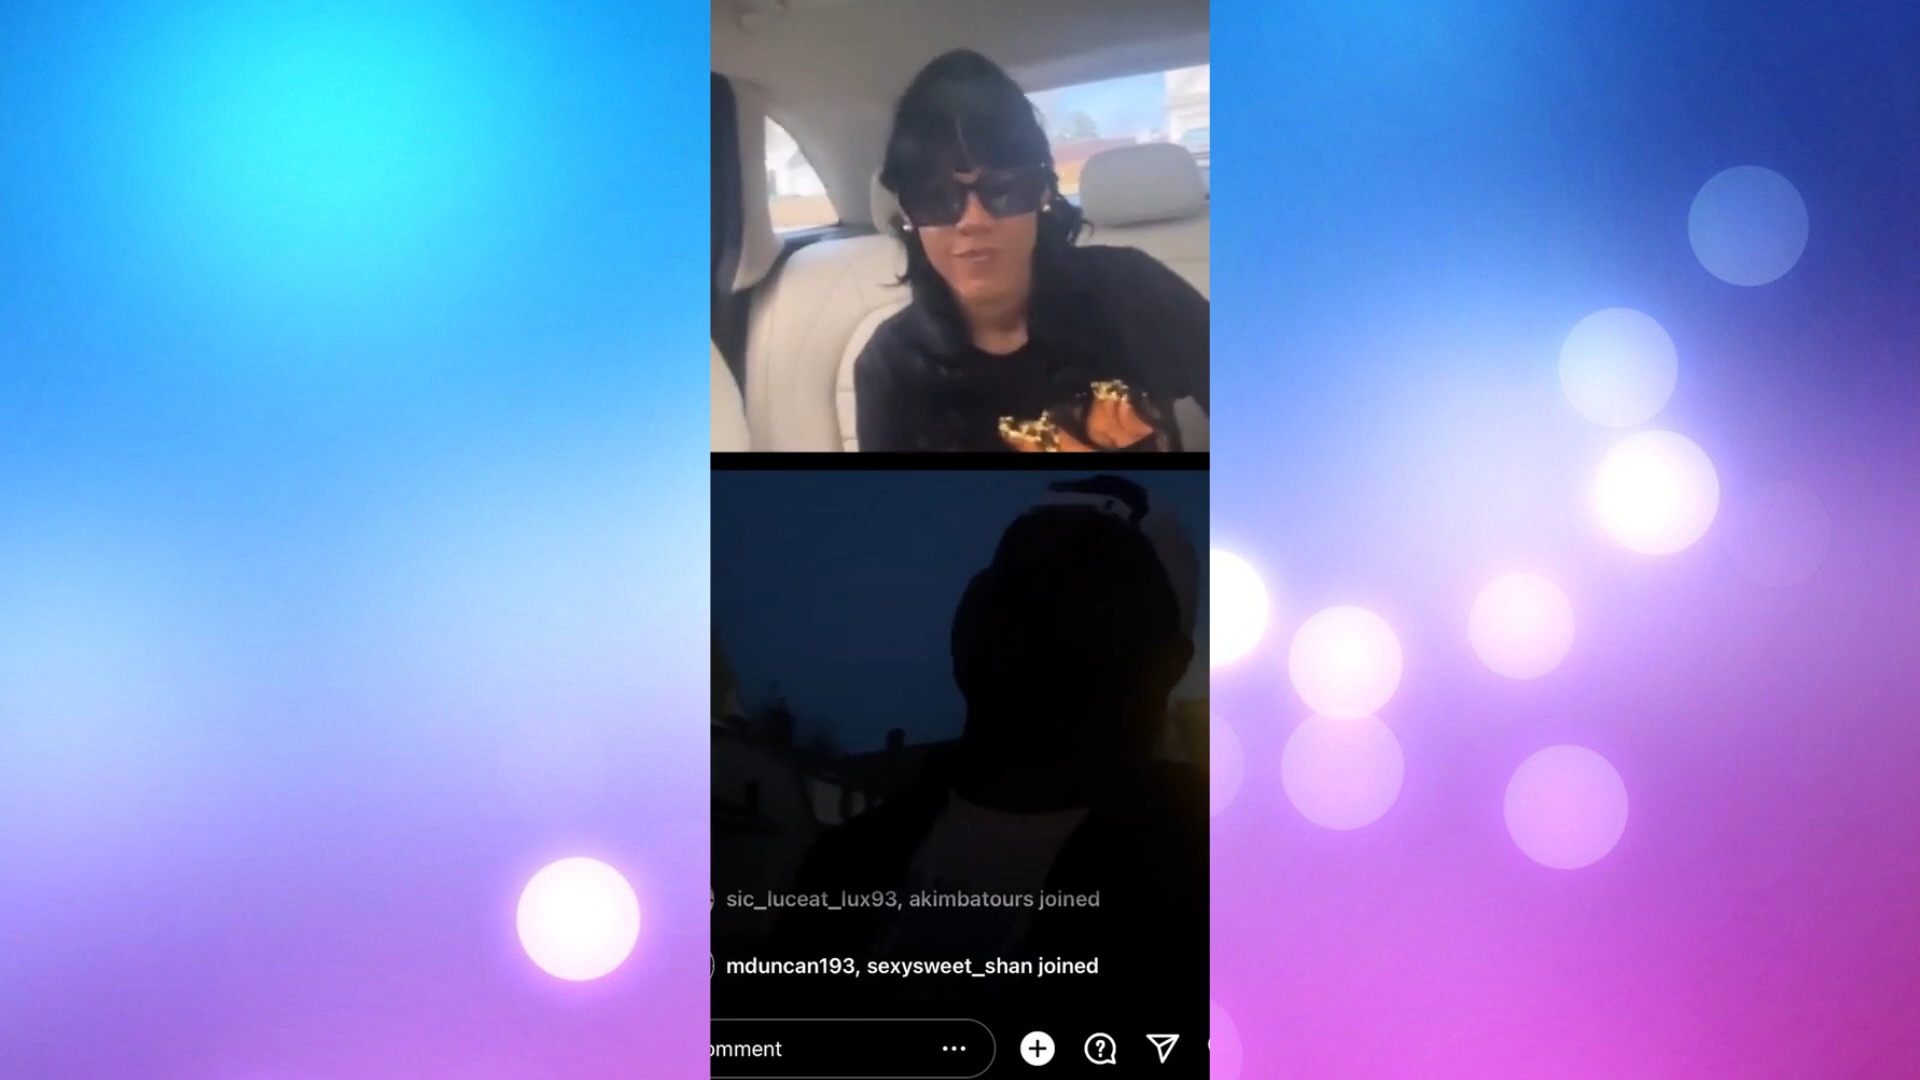 sic_luceat_lux93, akimbatours joined
mduncan193, sexysweet_shan joined
omment